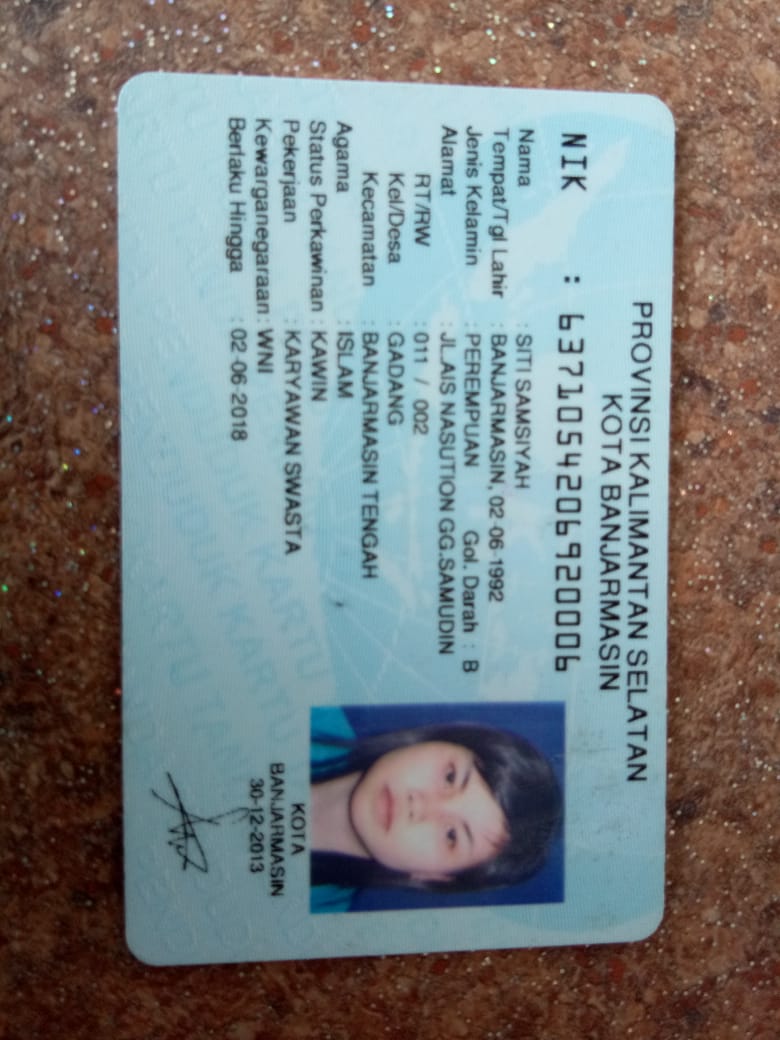 PROVINSI KALIMANTAN SELATAN
KOTA BANJARMASIN
NIK : 6371054206920006
Nama : SITI SAMSIYAH
Tempat/Tgl Lahir : BANJARMASIN, 02-06-1992
Jenis Kelamin : PEREMPUAN Gol. Darah : B
Alamat : JL.AIS NASUTION GG.SAMUDIN
RT/RW : 011 / 002
Kel/Desa : GADANG
Kecamatan : BANJARMASIN TENGAH
Agama : ISLAM
Status Perkawinan : KAWIN
Pekerjaan : KARYAWAN SWASTA
Kewarganegaraan : WNI
Berlaku Hingga : 02-06-2018
KOTA
BANJARMASIN
30-12-2013